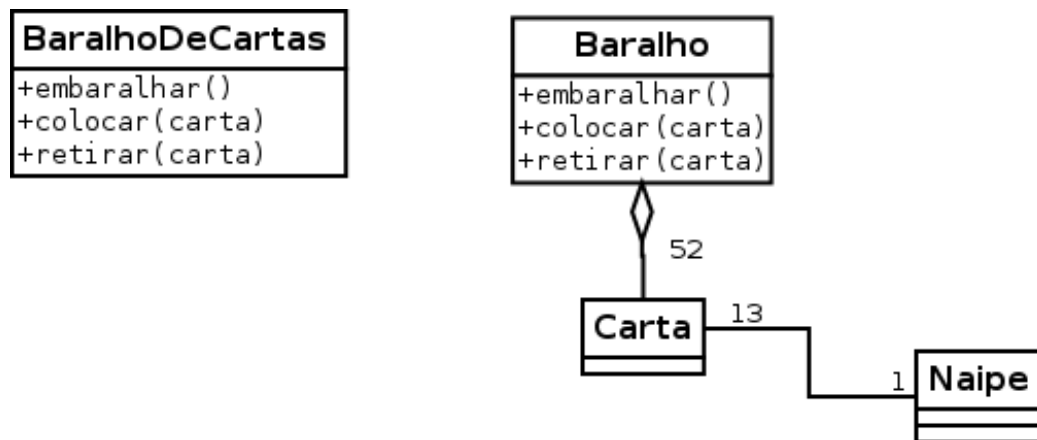 BaralhoDeCartas
+embaralhar()
+colocar(carta)
+retirar(carta)
Baralho
+embaralhar()
+colocar(carta)
+retirar(carta)
52
Carta
13
1
Naipe